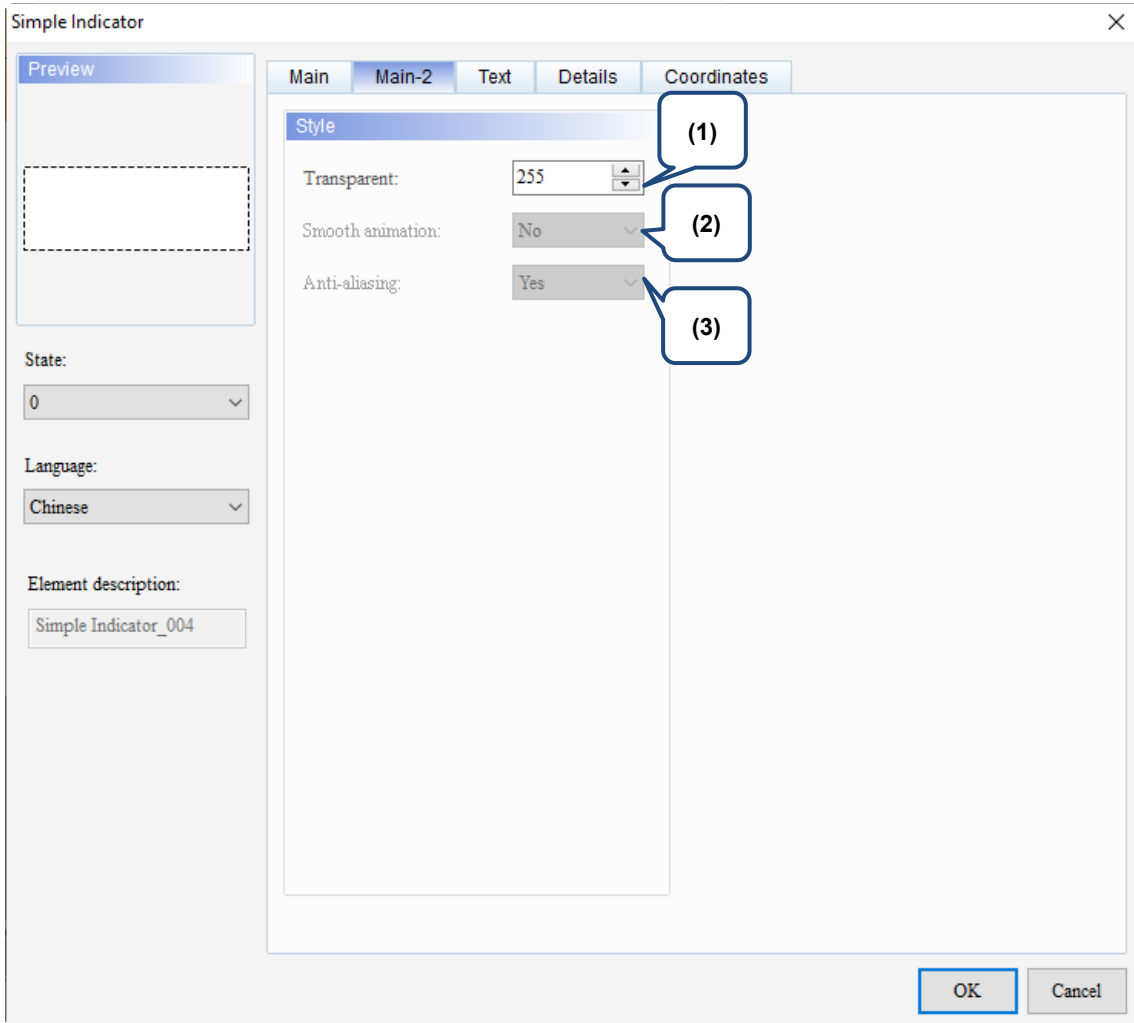 Simple Indicator
Preview
Main Main-2 Text Details Coordinates
Style
(1)
Transparent: 255
Smooth animation: No
(2)
Anti-aliasing: Yes
(3)
State:
0
Language:
Chinese
Element description:
Simple Indicator_004
OK Cancel